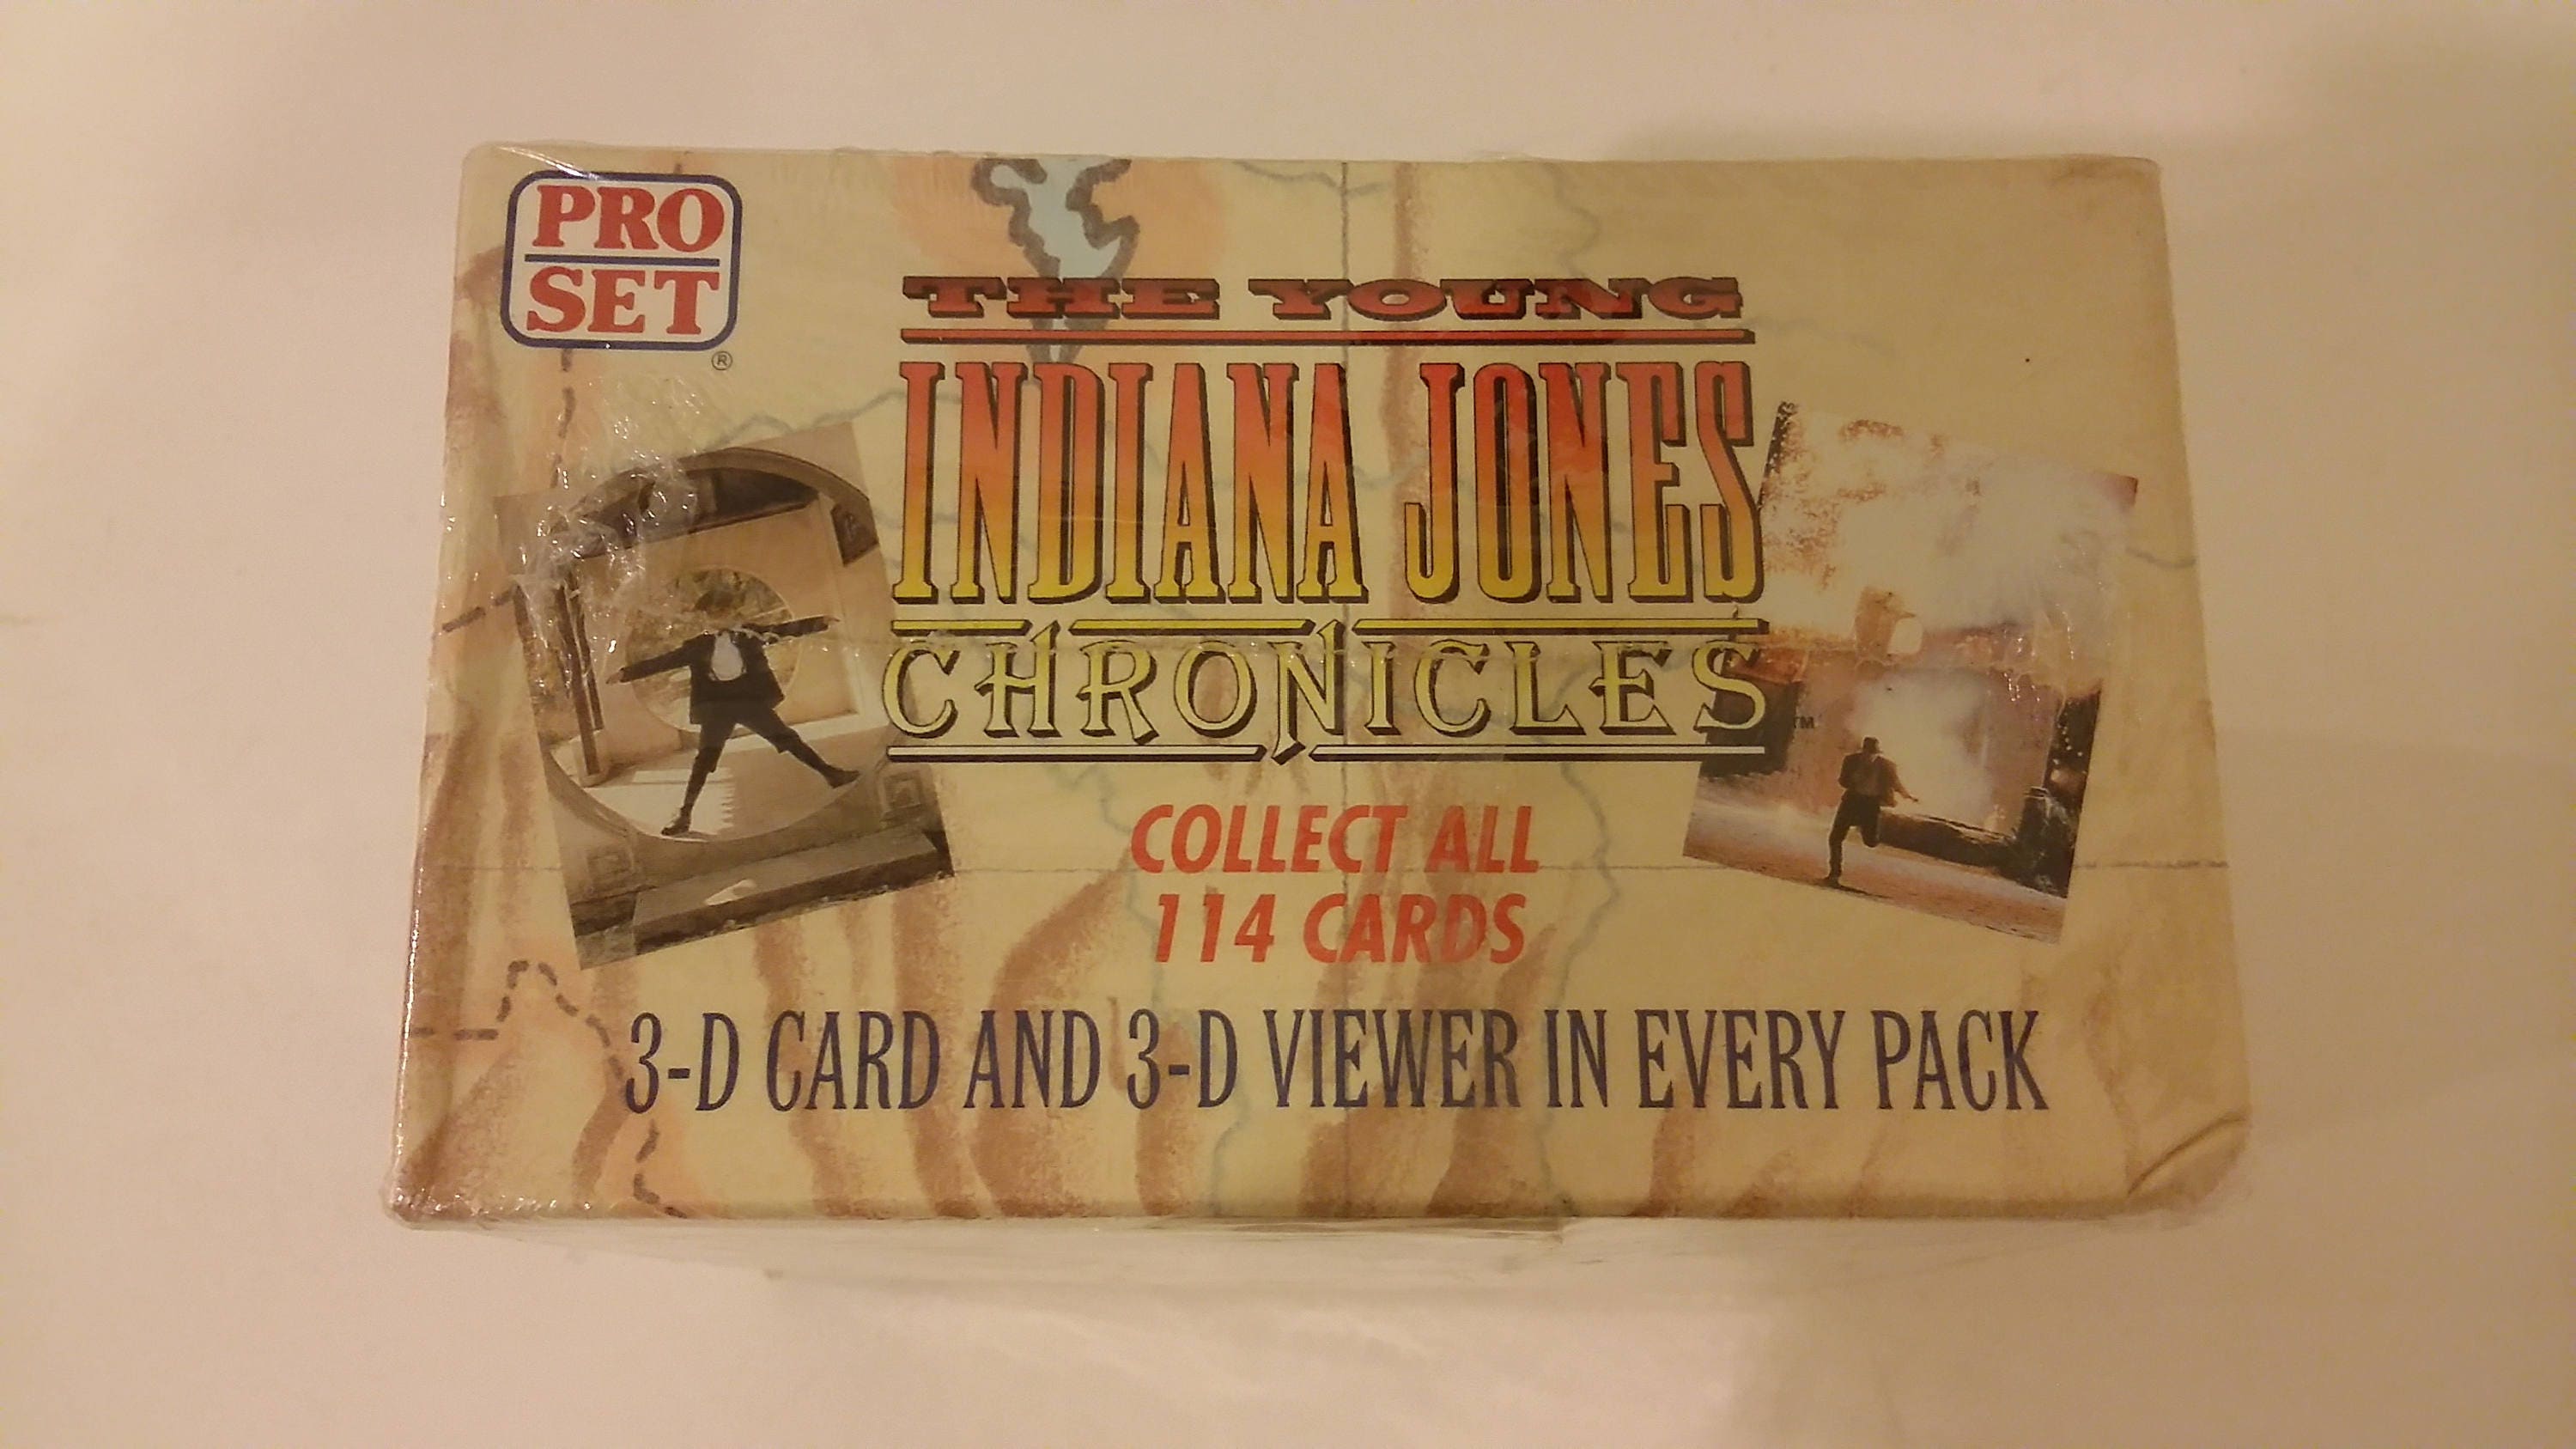 PRO
SET
®
THE YOUNG
INDIANA JONES
CHRONICLES
TM
COLLECT ALL
114 CARDS
3-D CARD AND 3-D VIEWER IN EVERY PACK